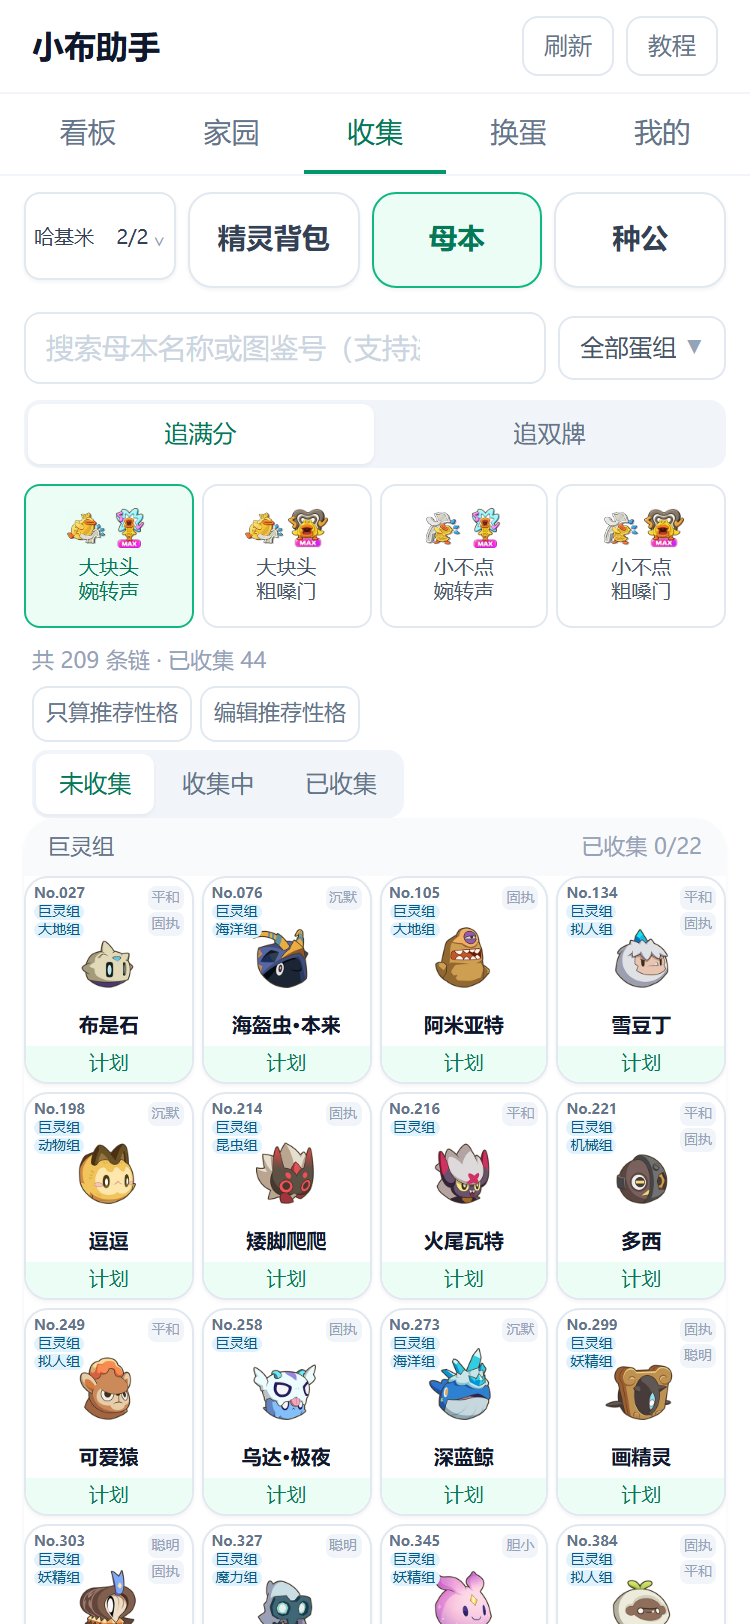 小布助手
刷新
教程
看板
家园
收集
换蛋
我的
哈基米 2/2
精灵背包
母本
种公
搜索母本名称或图鉴号（支持
全部蛋组 ▼
追满分
追双牌
MAX
大块头
婉转声
MAX
大块头
粗嗓门
MAX
小不点
婉转声
MAX
小不点
粗嗓门
共 209 条链 · 已收集 44
只算推荐性格
编辑推荐性格
未收集
收集中
已收集
巨灵组
已收集 0/22
No.027
平和
巨灵组
固执
大地组
布是石
计划
No.076
沉默
巨灵组
海洋组
海盔虫·本来
计划
No.105
固执
巨灵组
大地组
阿米亚特
计划
No.134
平和
巨灵组
固执
拟人组
雪豆丁
计划
No.198
沉默
巨灵组
动物组
逗逗
计划
No.214
固执
巨灵组
昆虫组
矮脚爬爬
计划
No.216
平和
巨灵组
火尾瓦特
计划
No.221
平和
巨灵组
固执
机械组
多西
计划
No.249
平和
巨灵组
拟人组
可爱猿
计划
No.258
固执
巨灵组
乌达·极夜
计划
No.273
沉默
巨灵组
海洋组
深蓝鲸
计划
No.299
固执
巨灵组
聪明
妖精组
画精灵
计划
No.303
聪明
巨灵组
固执
妖精组
No.327
聪明
巨灵组
魔力组
No.345
胆小
巨灵组
妖精组
No.384
固执
巨灵组
平和
拟人组